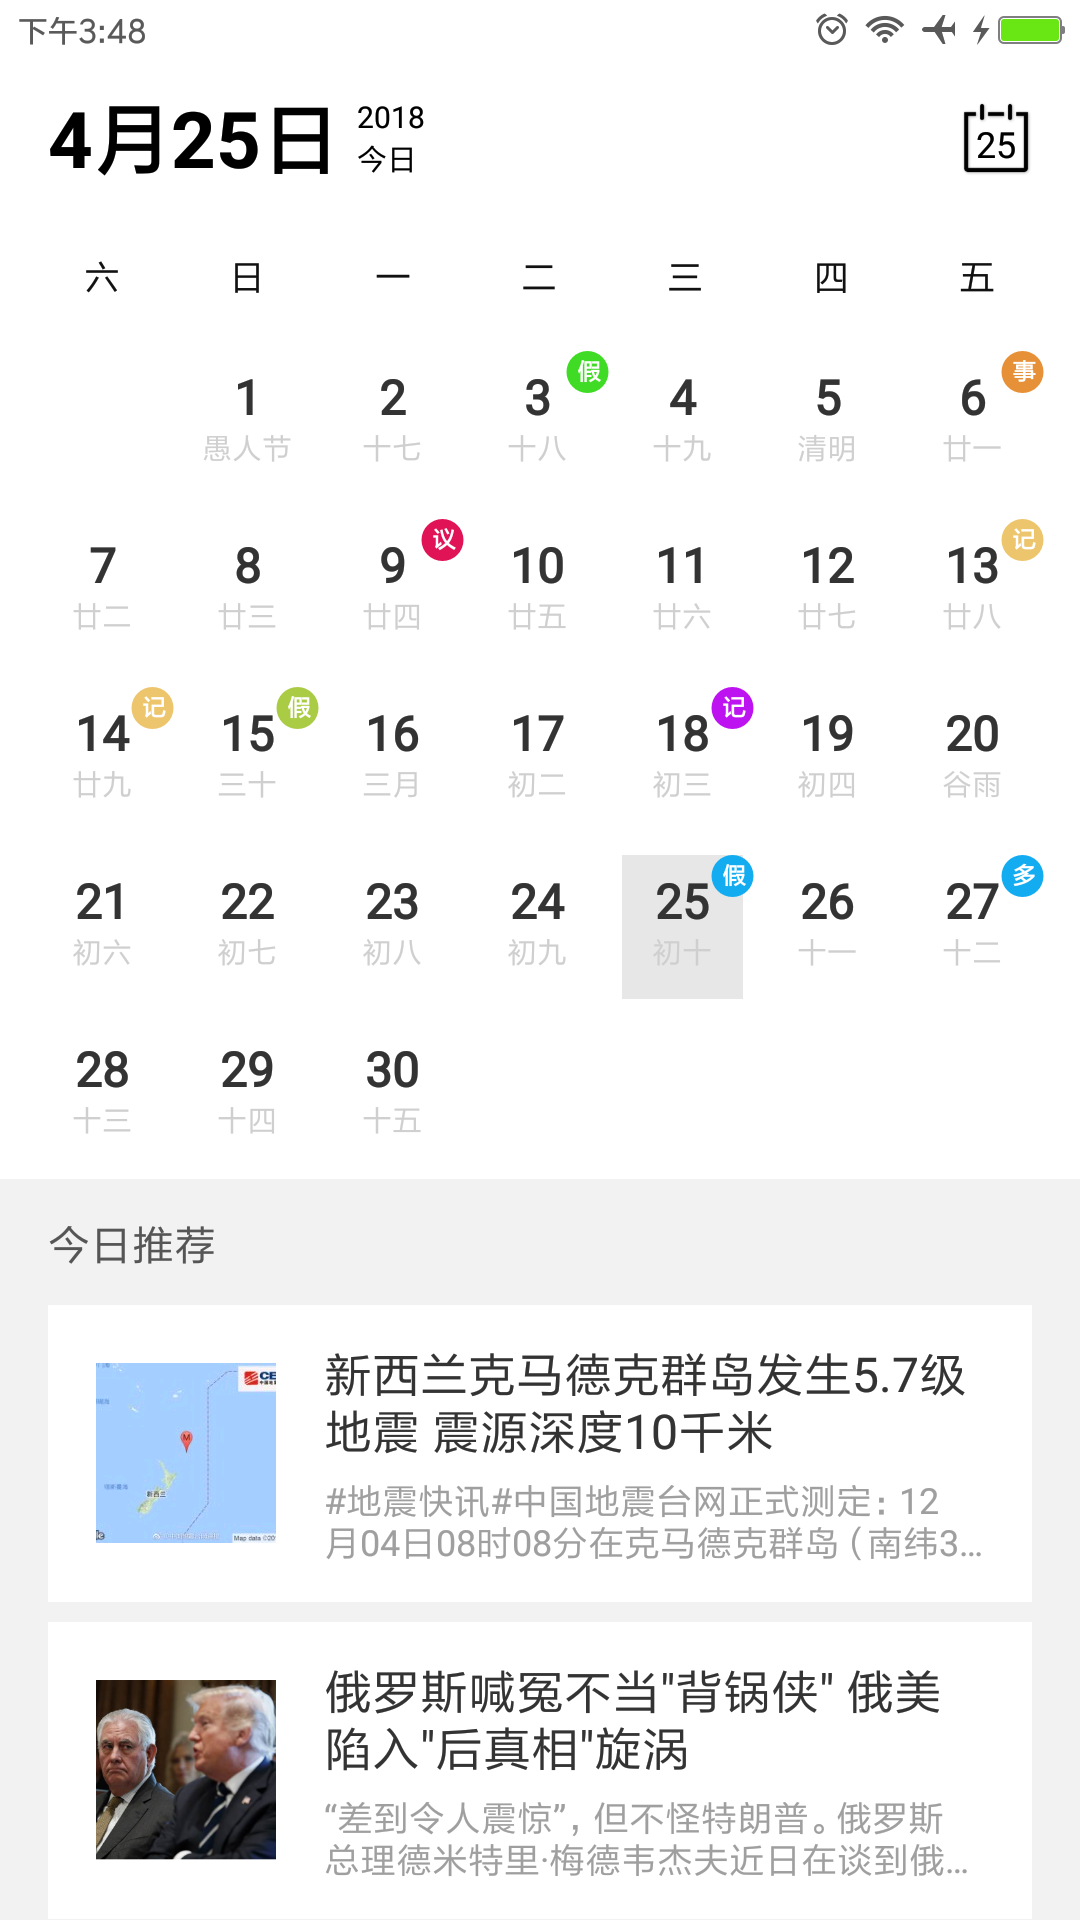 下午3:48
4月25日
2018
今日
25
六 日 一 二 三 四 五
假 事
1 2 3 4 5 6
愚人节 十七 十八 十九 清明 廿一
议 记
7 8 9 10 11 12 13
廿二 廿三 廿四 廿五 廿六 廿七 廿八
记 假 记
14 15 16 17 18 19 20
廿九 三十 三月 初二 初三 初四 谷雨
假 多
21 22 23 24 25 26 27
初六 初七 初八 初九 初十 十一 十二
28 29 30
十三 十四 十五
今日推荐
新西兰克马德克群岛发生5.7级
地震 震源深度10千米
#地震快讯#中国地震台网正式测定：12
月04日08时08分在克马德克群岛（南纬3...
M
新西兰
俄罗斯喊冤不当"背锅侠" 俄美
陷入"后真相"旋涡
“差到令人震惊”，但不怪特朗普。俄罗斯
总理德米特里·梅德韦杰夫近日在谈到俄...